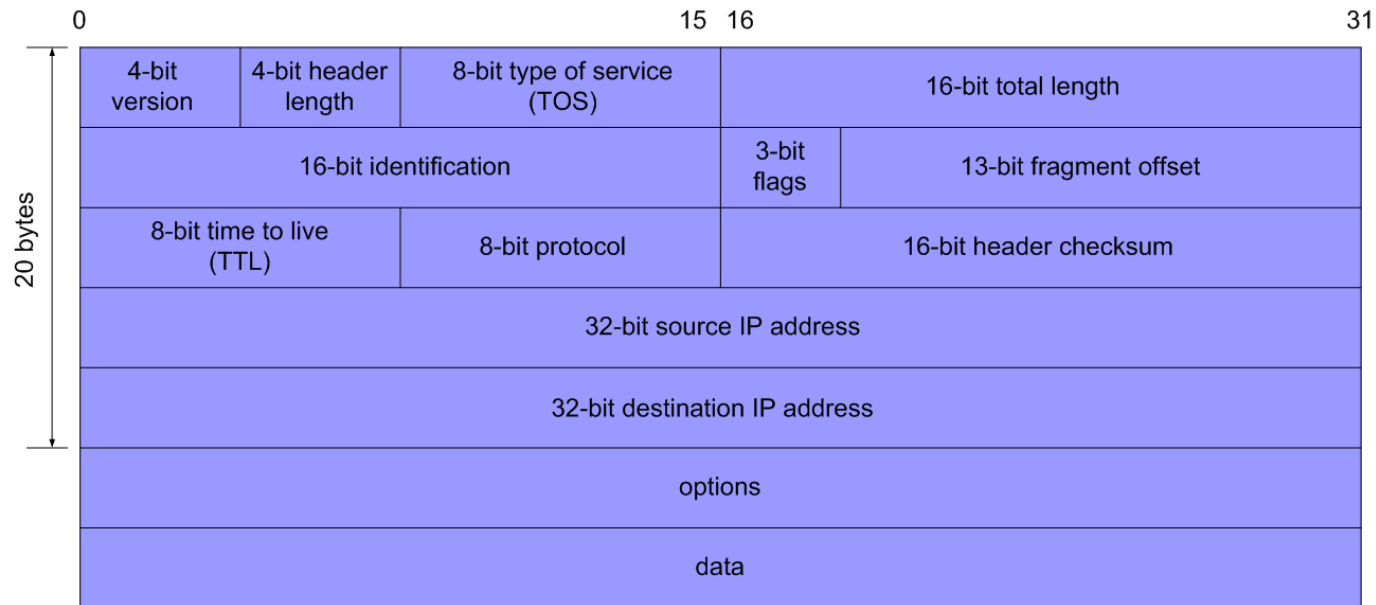 0
15
16
31
4-bit
version
4-bit header
length
8-bit type of service
(TOS)
16-bit total length
16-bit identification
3-bit
flags
13-bit fragment offset
8-bit time to live
(TTL)
8-bit protocol
16-bit header checksum
20 bytes
32-bit source IP address
32-bit destination IP address
options
data